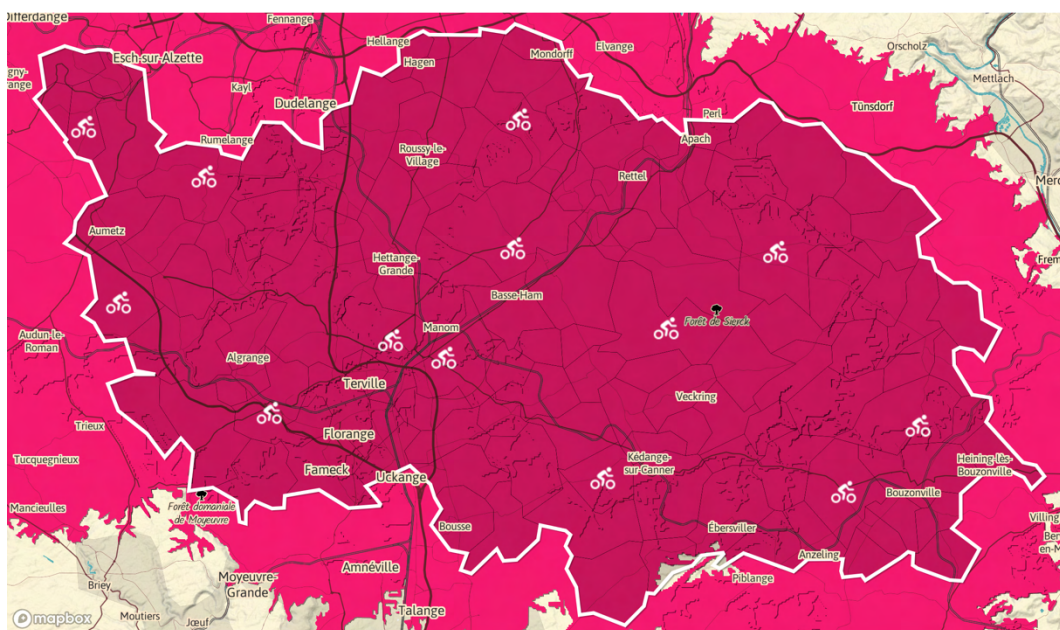 Differdange
Fennange
Hellange
Elvange
Mondorff
Orscholz
Esch-sur-Alzette
Hagen
Mettlach
Kayl
Dudelange
Perl
Tünsdorf
Rumelange
Apach
Roussy-le-
Village
Rettel
Aumetz
Hettange-
Grande
Basse-Ham
Forêt de Sierck
Manom
Audun-le-
Roman
Algrange
Terville
Veckring
Trieux
Florange
Tucquegnieux
Fameck
Uckange
Kédange-
sur-Canner
Heining-lès-
Bouzonville
Bouzonville
Mancieulles
Forêt domaniale
de Moyeuvre
Bousse
Ébersviller
Anzeling
Amnéville
Piblange
Moyeuvre-
Grande
Briey
Moutiers
Jœuf
Talange
mapbox